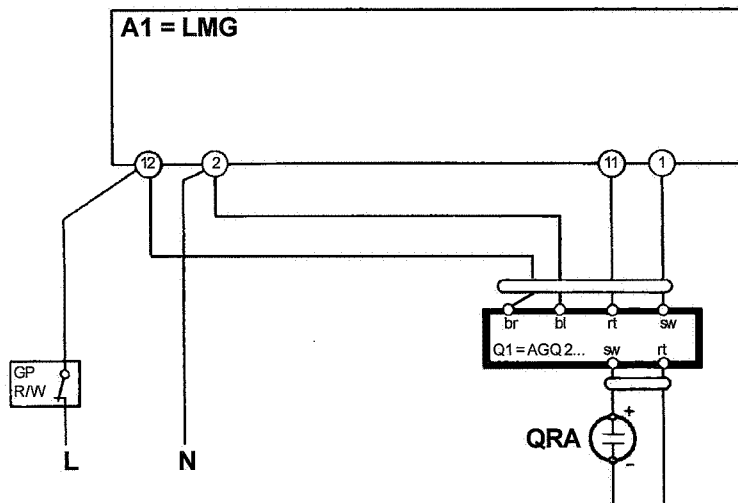 A1 = LMG
12 2 11 1
br bl rt sw
Q1 = AGQ 2... sw rt
GP
R/W
+
QRA
-
L N